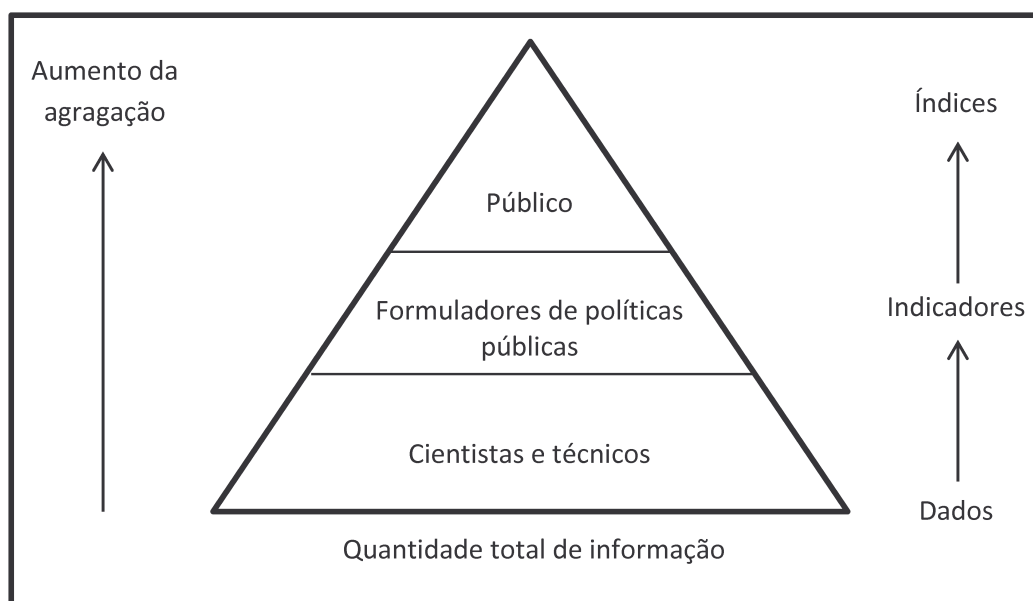 Aumento da
agragação
Índices
Público
Formuladores de políticas
públicas
Indicadores
Cientistas e técnicos
Dados
Quantidade total de informação